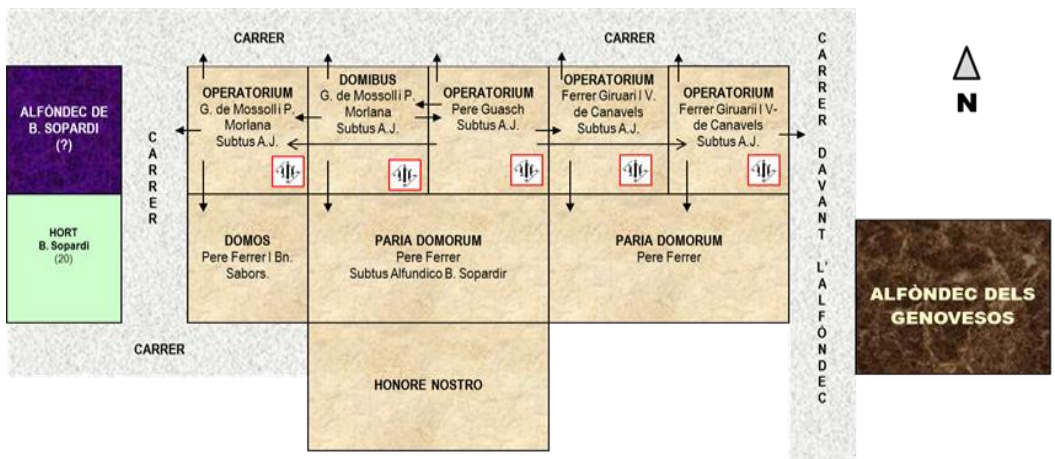 CARRER
CARRER
ALFÒNDEC DE
B. SOPARDI
(?)
HORT
B. Sopardi
(20)
CARRER
OPERATORIUM
G. de Mossolli P.
Morlana
Subtus A.J.
DOMIBUS
G. de Mossolli P.
Morlana
Subtus A.J.
OPERATORIUM
Pere Guasch
Subtus A.J.
OPERATORIUM
Ferrer Giruari I V.
de Canavels
Subtus A.J.
OPERATORIUM
Ferrer Giruarii I V-
de Canavels
Subtus A.J.
DOMOS
Pere Ferrer I Bn.
Sabors.
PARIA DOMORUM
Pere Ferrer
Subtus Alfundico B. Sopardir
PARIA DOMORUM
Pere Ferrer
CARRER
HONORE NOSTRO
CARRER DAVANT L'ALFÓNDEC
N
ALFÒNDEC DELS
GENOVESOS